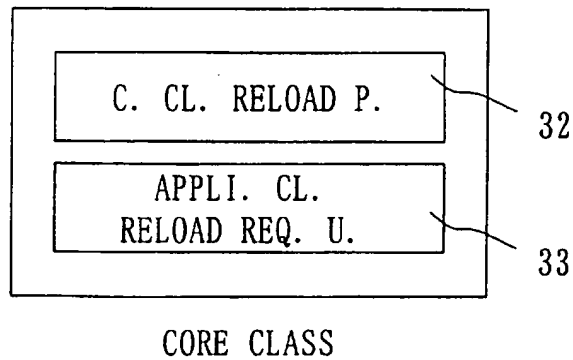 C. CL. RELOAD P.
32
APPLI. CL.
RELOAD REQ. U.
33
CORE CLASS